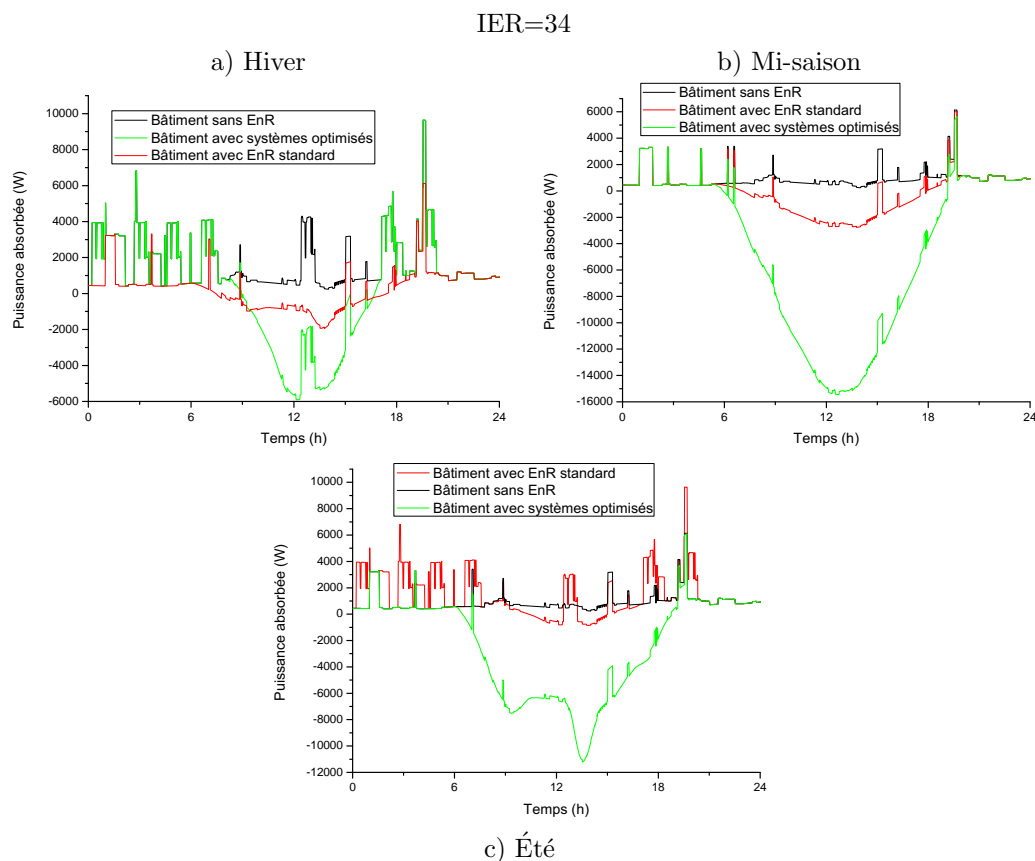 IER=34
a) Hiver
b) Mi-saison
Bâtiment sans EnR
Bâtiment avec systèmes optimisés
Bâtiment avec EnR standard
Puissance absorbée (W)
10000
8000
6000
4000
2000
0
-2000
-4000
-6000
0
6
12
18
24
Temps (h)
Bâtiment sans EnR
Bâtiment avec EnR standard
Bâtiment avec systèmes optimisés
Puissance absorbée (W)
6000
4000
2000
0
-2000
-4000
-6000
-8000
-10000
-12000
-14000
-16000
0
6
12
18
24
Temps (h)
Bâtiment avec EnR standard
Bâtiment sans EnR
Bâtiment avec systèmes optimisés
Puissance absorbée (W)
10000
8000
6000
4000
2000
0
-2000
-4000
-6000
-8000
-10000
-12000
0
6
12
18
24
Temps (h)
c) Été